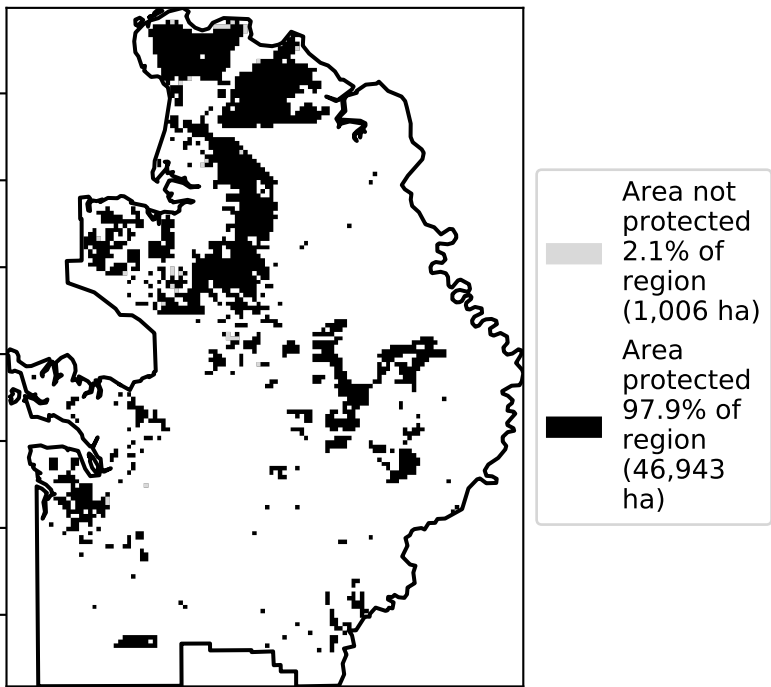 Area not
protected
2.1% of
region
(1,006 ha)
Area
protected
97.9% of
region
(46,943
ha)